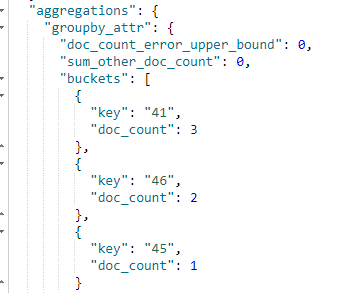 "aggregations": {
"groupby_attr": {
"doc_count_error_upper_bound": 0,
"sum_other_doc_count": 0,
"buckets": [
{
"key": "41",
"doc_count": 3
},
{
"key": "46",
"doc_count": 2
},
{
"key": "45",
"doc_count": 1
}